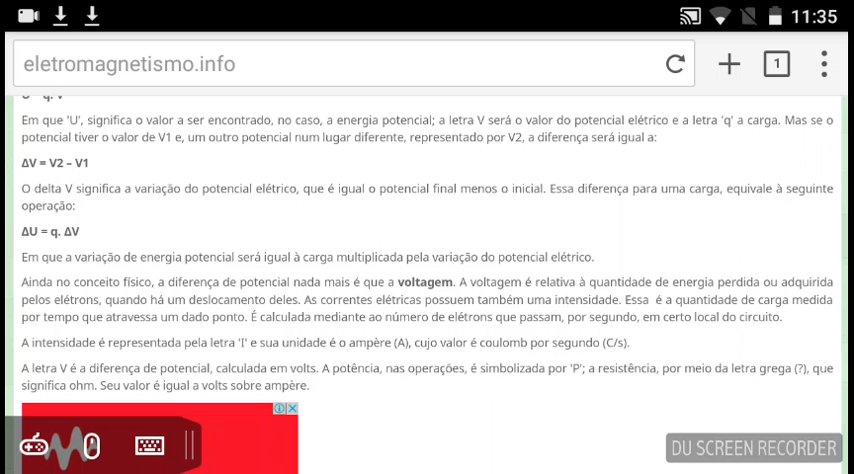 11:35
eletromagnetismo.info
1
U = q. V
Em que 'U', significa o valor a ser encontrado, no caso, a energia potencial; a letra V será o valor do potencial elétrico e a letra 'q' a carga. Mas se o
potencial tiver o valor de V1 e, um outro potencial num lugar diferente, representado por V2, a diferença será igual a:
ΔV = V2 – V1
O delta V significa a variação do potencial elétrico, que é igual o potencial final menos o inicial. Essa diferença para uma carga, equivale à seguinte
operação:
ΔU = q. ΔV
Em que a variação de energia potencial será igual à carga multiplicada pela variação do potencial elétrico.
Ainda no conceito físico, a diferença de potencial nada mais é que a voltagem. A voltagem é relativa à quantidade de energia perdida ou adquirida
pelos elétrons, quando há um deslocamento deles. As correntes elétricas possuem também uma intensidade. Essa é a quantidade de carga medida
por tempo que atravessa um dado ponto. É calculada mediante ao número de elétrons que passam, por segundo, em certo local do circuito.
A intensidade é representada pela letra 'I' e sua unidade é o ampère (A), cujo valor é coulomb por segundo (C/s).
A letra V é a diferença de potencial, calculada em volts. A potência, nas operações, é simbolizada por 'P'; a resistência, por meio da letra grega (?), que
significa ohm. Seu valor é igual a volts sobre ampère.
DU SCREEN RECORDER